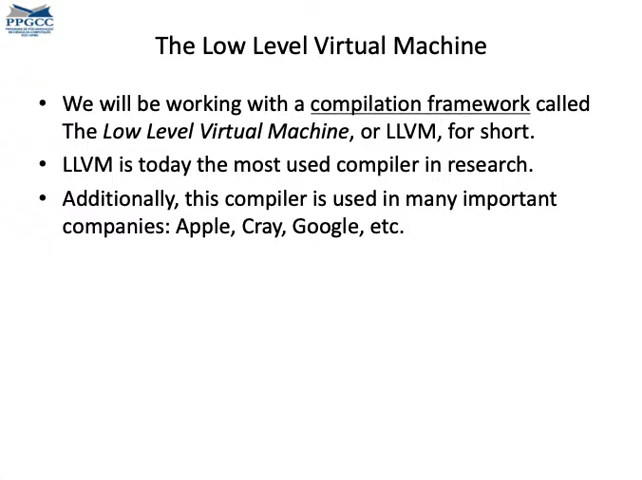 PPGCC
The Low Level Virtual Machine
• We will be working with a compilation framework called
The Low Level Virtual Machine, or LLVM, for short.
• LLVM is today the most used compiler in research.
• Additionally, this compiler is used in many important
companies: Apple, Cray, Google, etc.